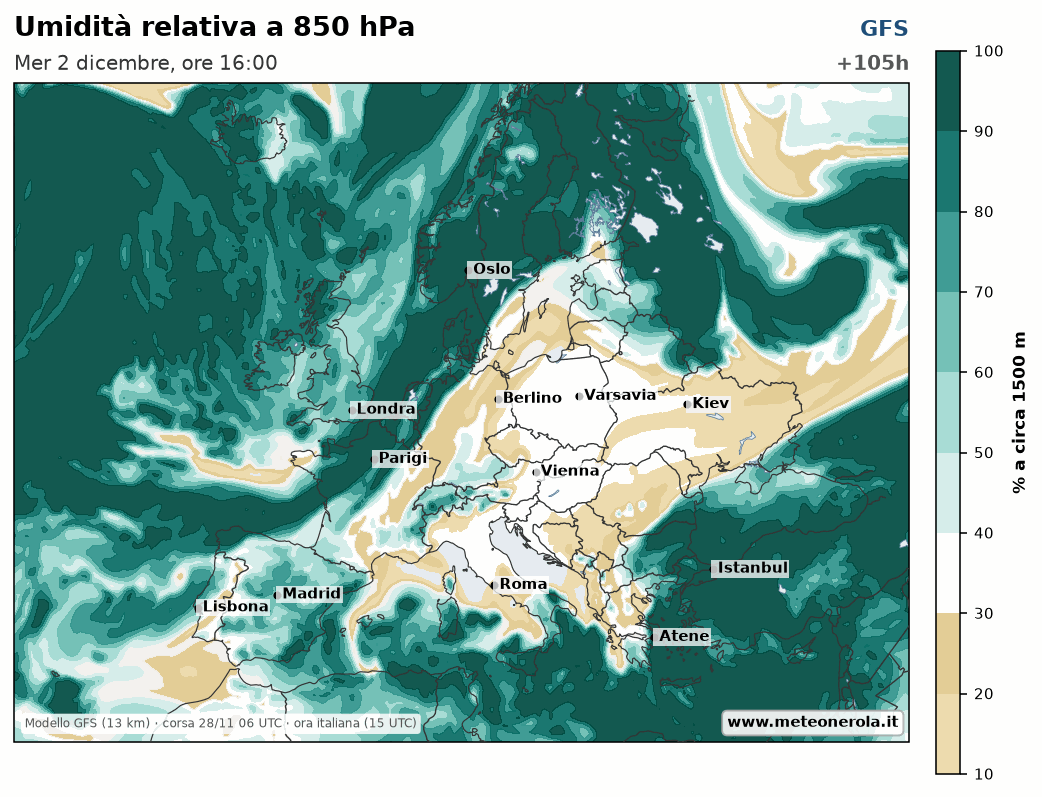 Umidità relativa a 850 hPa
GFS
Mer 2 dicembre, ore 16:00
+105h
100
90
80
70
60
50
40
30
20
10
% a circa 1500 m
Oslo
Londra
Berlino
Varsavia
Kiev
Parigi
Vienna
Istanbul
Roma
Madrid
Lisbona
Atene
Modello GFS (13 km) · corsa 28/11 06 UTC · ora italiana (15 UTC)
www.meteonerola.it